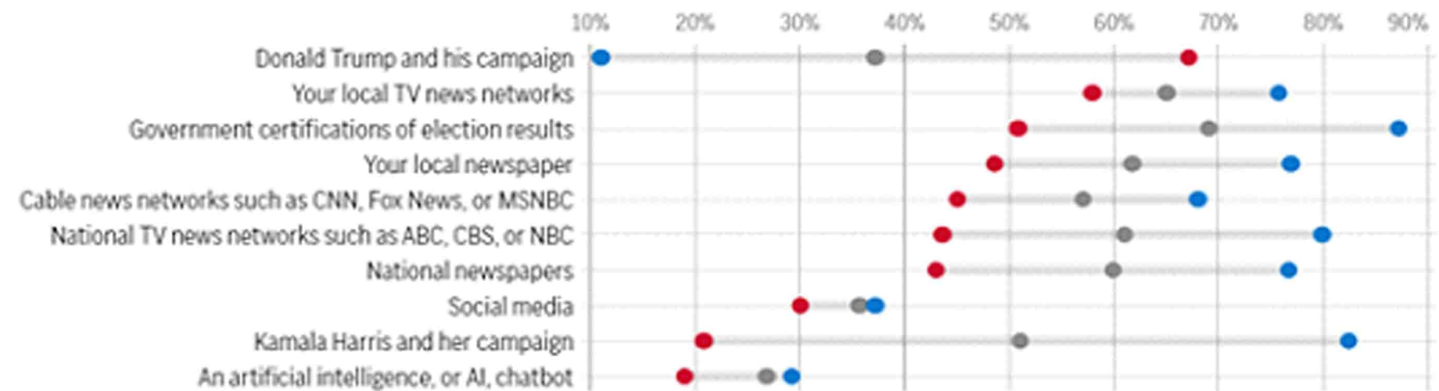 10% 20% 30% 40% 50% 60% 70% 80% 90%
Donald Trump and his campaign
Your local TV news networks
Government certifications of election results
Your local newspaper
Cable news networks such as CNN, Fox News, or MSNBC
National TV news networks such as ABC, CBS, or NBC
National newspapers
Social media
Kamala Harris and her campaign
An artificial intelligence, or AI, chatbot